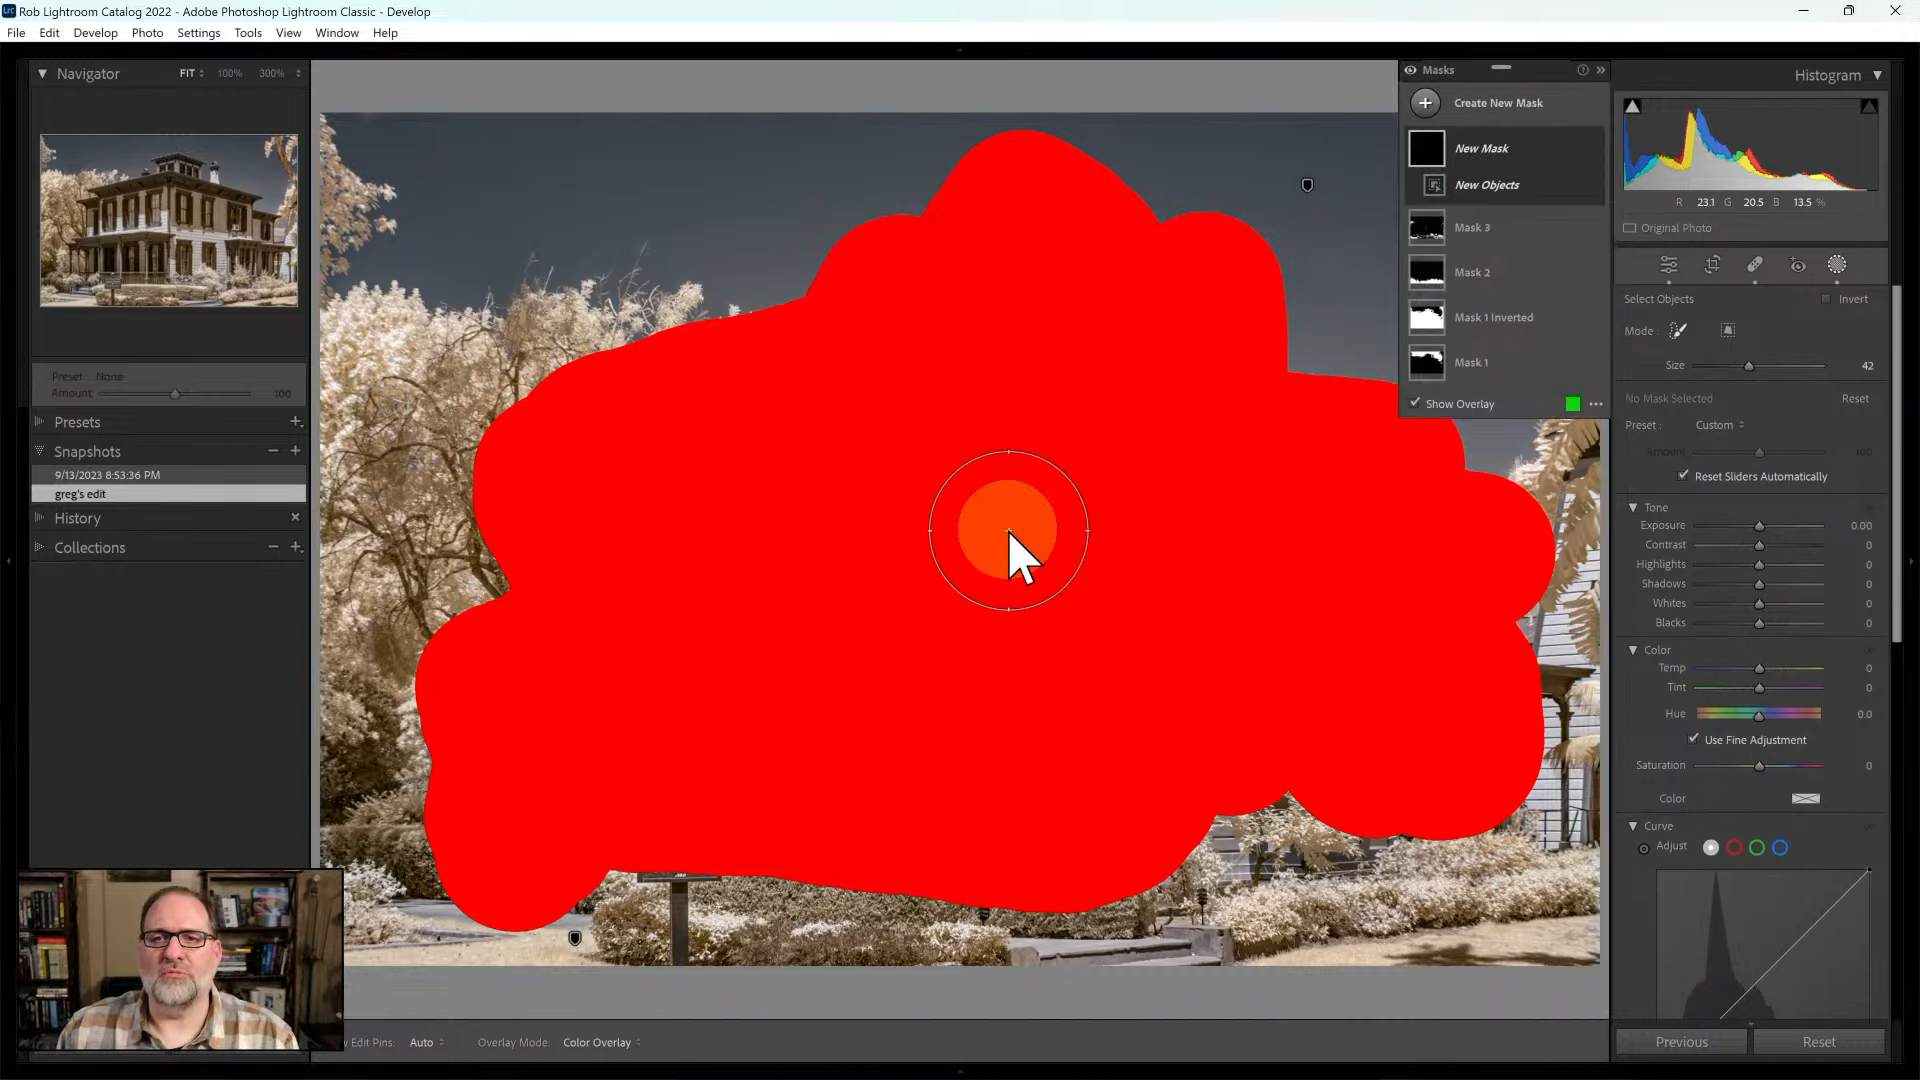 Rob Lightroom Catalog 2022 - Adobe Photoshop Lightroom Classic - Develop
File Edit Develop Photo Settings Tools View Window Help
Navigator FIT 100% 300%
Preset : None
Amount 100
Presets
Snapshots
9/13/2023 8:53:36 PM
greg's edit
History
Collections
Masks
Create New Mask
New Mask
New Objects
Mask 3
Mask 2
Mask 1 Inverted
Mask 1
Show Overlay
Histogram
R 23.1 G 20.5 B 13.5 %
Original Photo
Select Objects Invert
Mode :
Size 42
No Mask Selected Reset
Preset : Custom
Amount 100
Reset Sliders Automatically
Tone
Exposure 0.00
Contrast 0
Highlights 0
Shadows 0
Whites 0
Blacks 0
Color
Temp 0
Tint 0
Hue 0.0
Use Fine Adjustment
Saturation 0
Color
Curve
Adjust
Edit Pins: Auto Overlay Mode: Color Overlay
Previous Reset